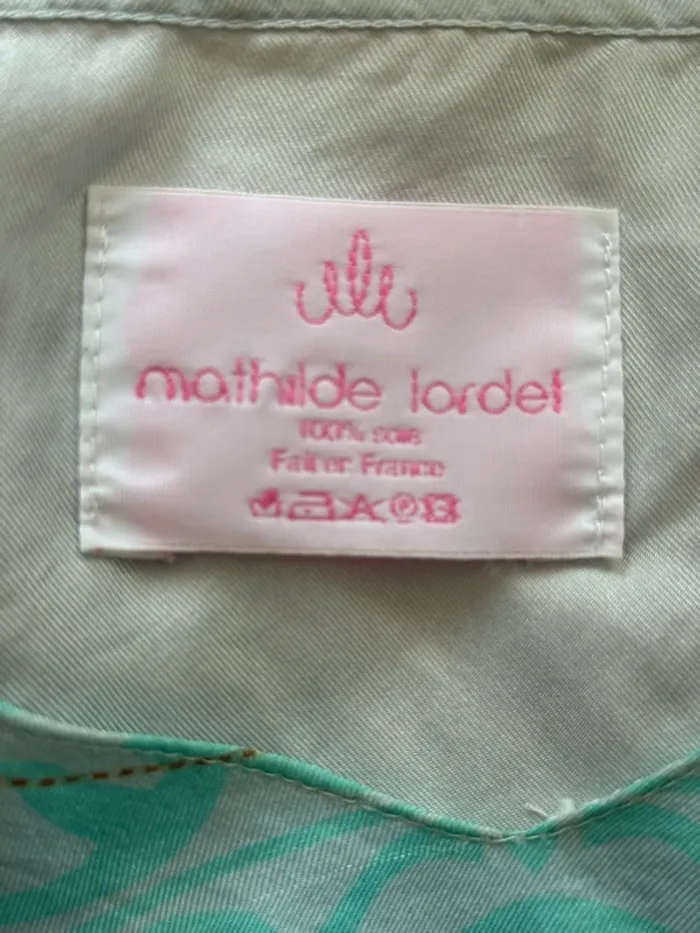 mathilde lordet
100% soie
Fait en France